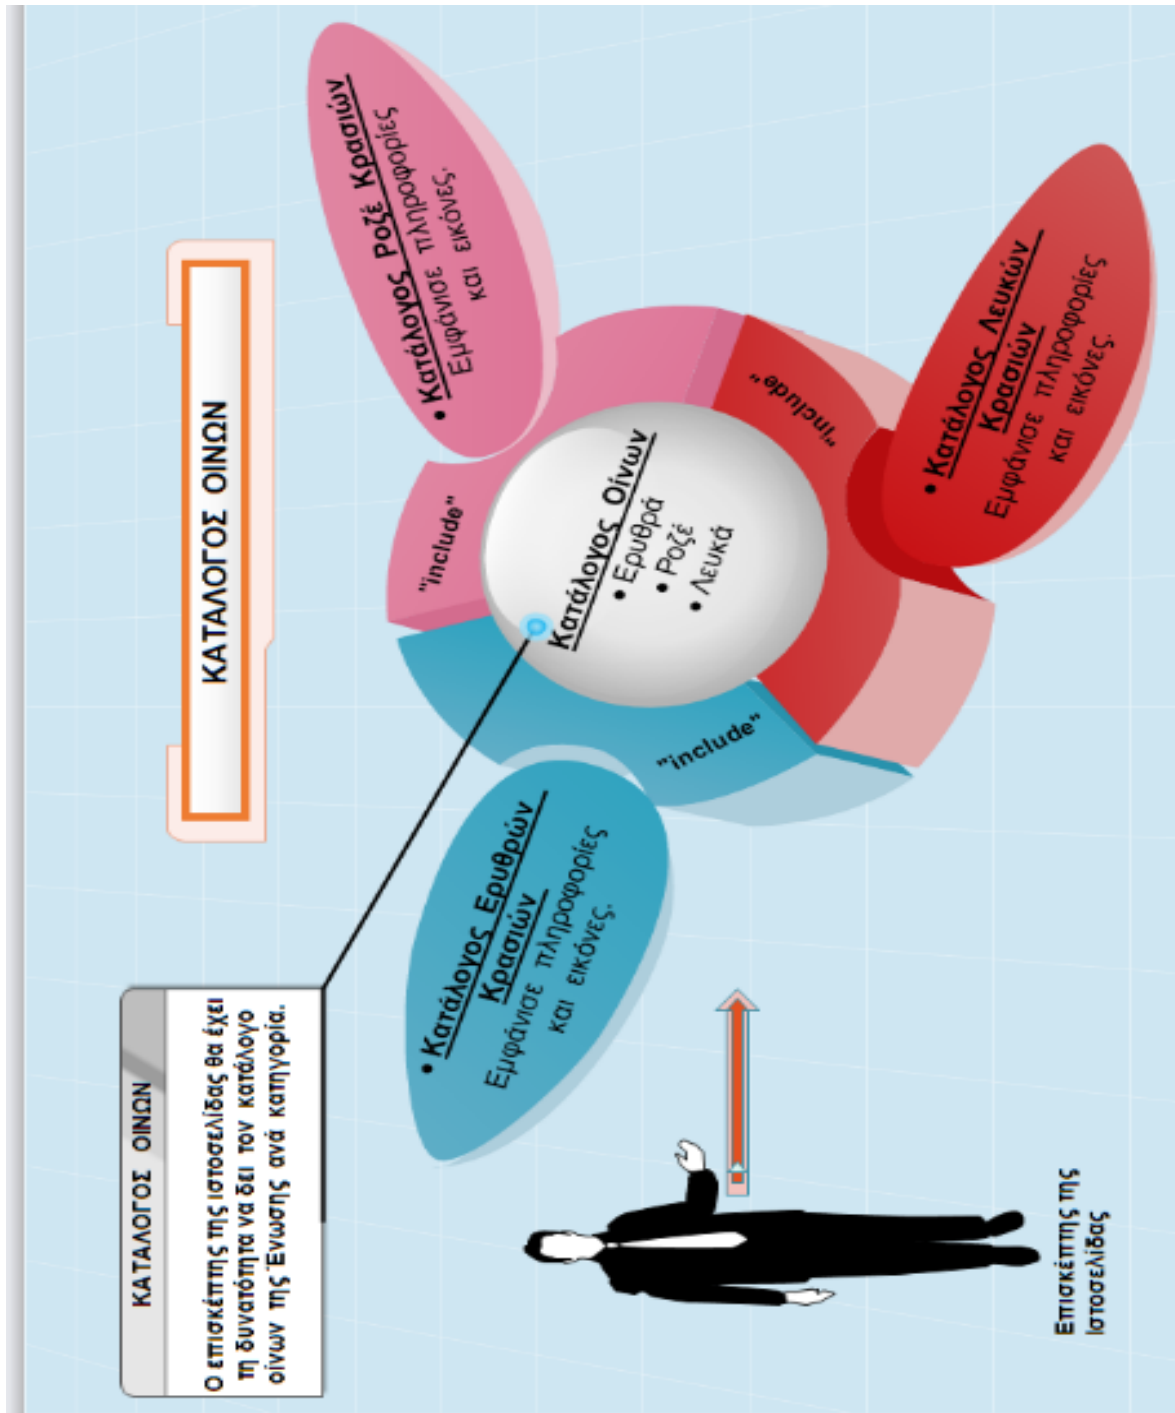 ΚΑΤΑΛΟΓΟΣ ΟΙΝΩΝ
ΚΑΤΑΛΟΓΟΣ ΟΙΝΩΝ
Ο επισκέπτης της ιστοσελίδας θα έχει
τη δυνατότητα να δει τον κατάλογο
οίνων της Ένωσης ανά κατηγορία.
• Κατάλογος Ερυθρών
Κρασιών
Εμφάνισε πληροφορίες
και εικόνες.
"include"
Κατάλογος Οίνων
• Ερυθρά
• Ροζέ
• Λευκά
"include"
• Κατάλογος Ροζέ Κρασιών
Εμφάνισε πληροφορίες
και εικόνες.
"include"
• Κατάλογος Λευκών
Κρασιών
Εμφάνισε πληροφορίες
και εικόνες.
Επισκέπτης της
Ιστοσελίδας